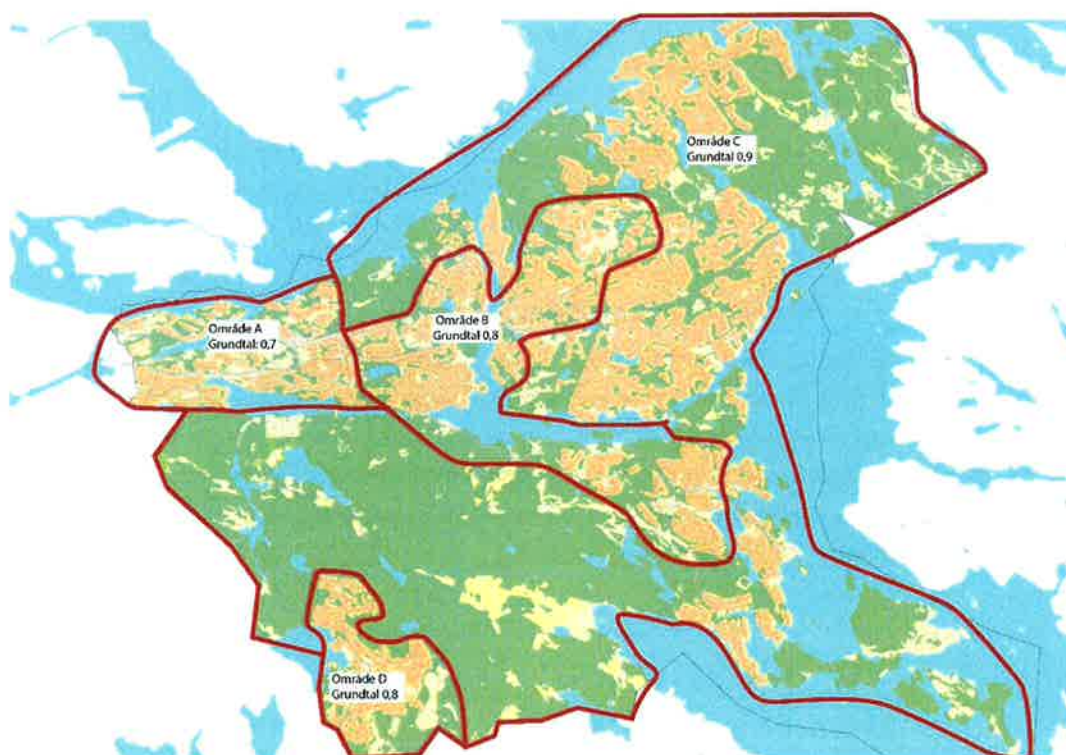 Område C
Grundtal 0,9
Område B
Grundtal 0,8
Område A
Grundtal: 0,7
Område D
Grundtal 0,8